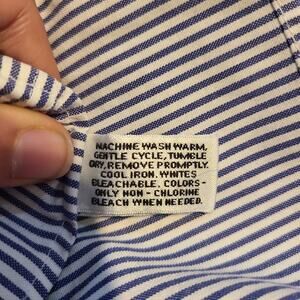 MACHINE WASH WARM,
GENTLE CYCLE, TUMBLE
DRY, REMOVE PROMPTLY.
COOL IRON. WHITES
BLEACHABLE, COLORS-
ONLY NON-CHLORINE
BLEACH WHEN NEEDED.